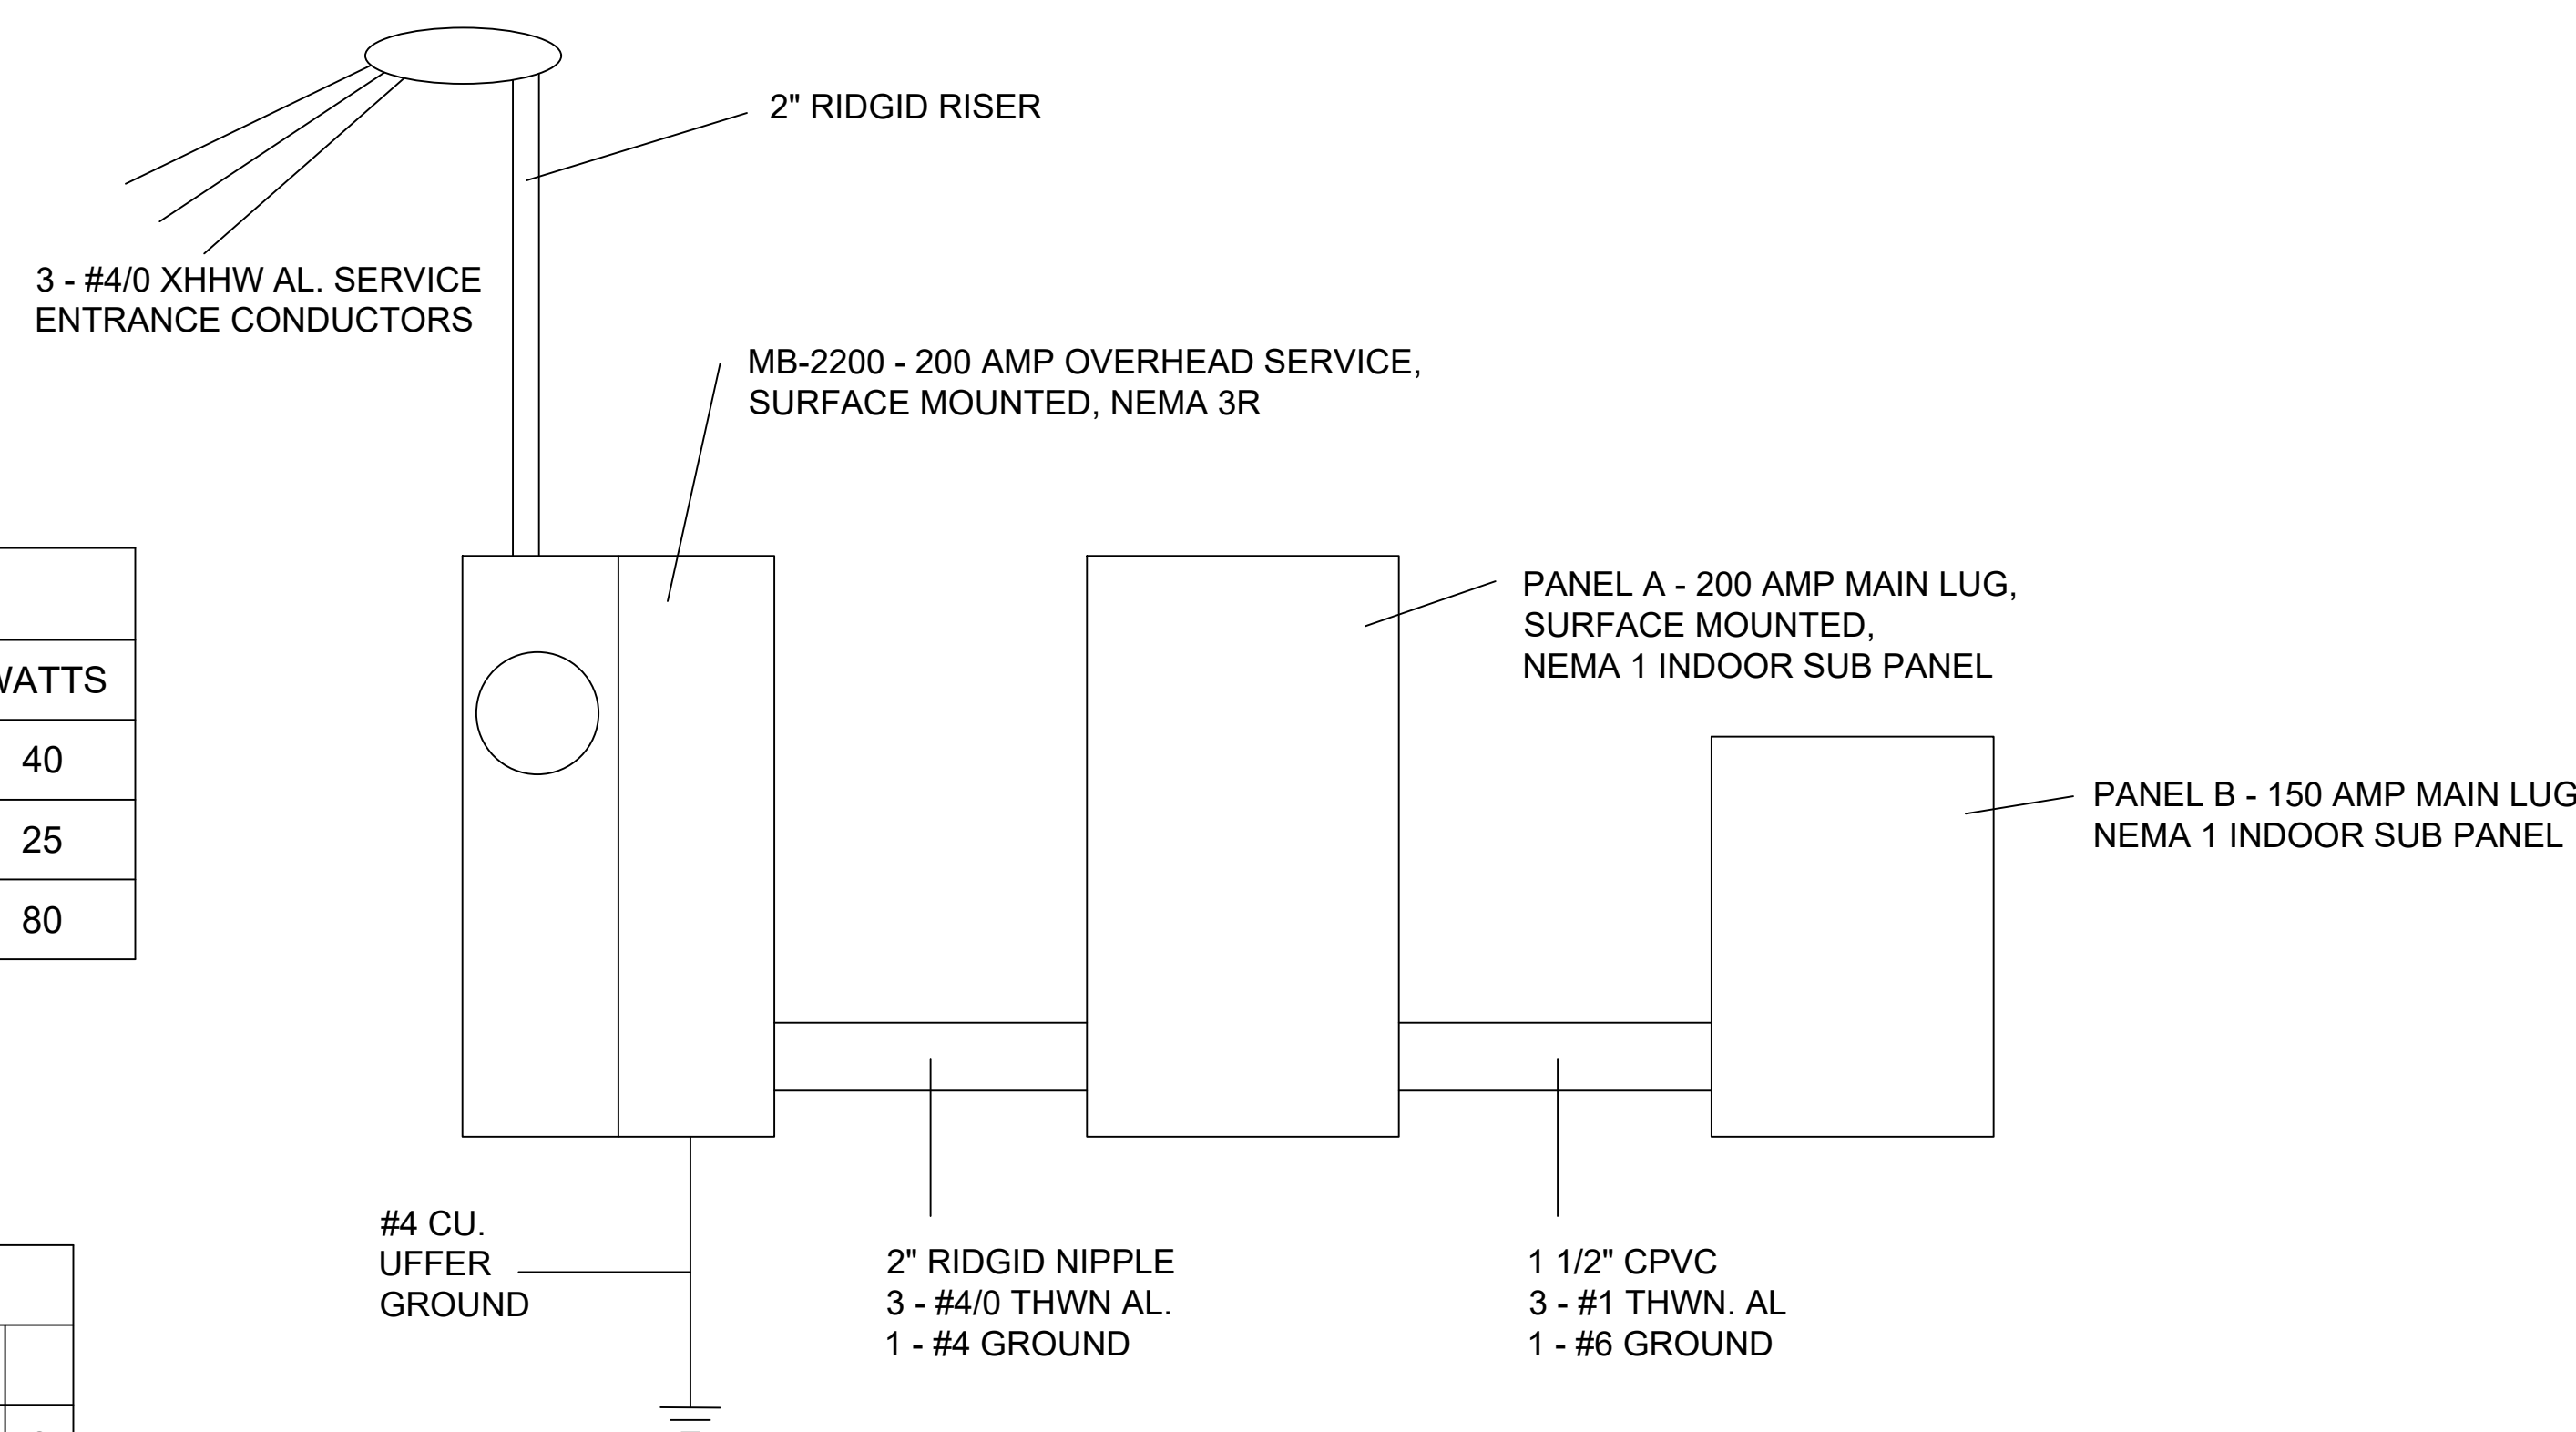 2" RIDGID RISER
3 - #4/0 XHHW AL. SERVICE
ENTRANCE CONDUCTORS
MB-2200 - 200 AMP OVERHEAD SERVICE,
SURFACE MOUNTED, NEMA 3R
PANEL A - 200 AMP MAIN LUG,
SURFACE MOUNTED,
NEMA 1 INDOOR SUB PANEL
WATTS
40
25
80
PANEL B - 150 AMP MAIN LUG
NEMA 1 INDOOR SUB PANEL
#4 CU.
UFFER
GROUND
2" RIDGID NIPPLE
3 - #4/0 THWN AL.
1 - #4 GROUND
1 1/2" CPVC
3 - #1 THWN. AL
1 - #6 GROUND